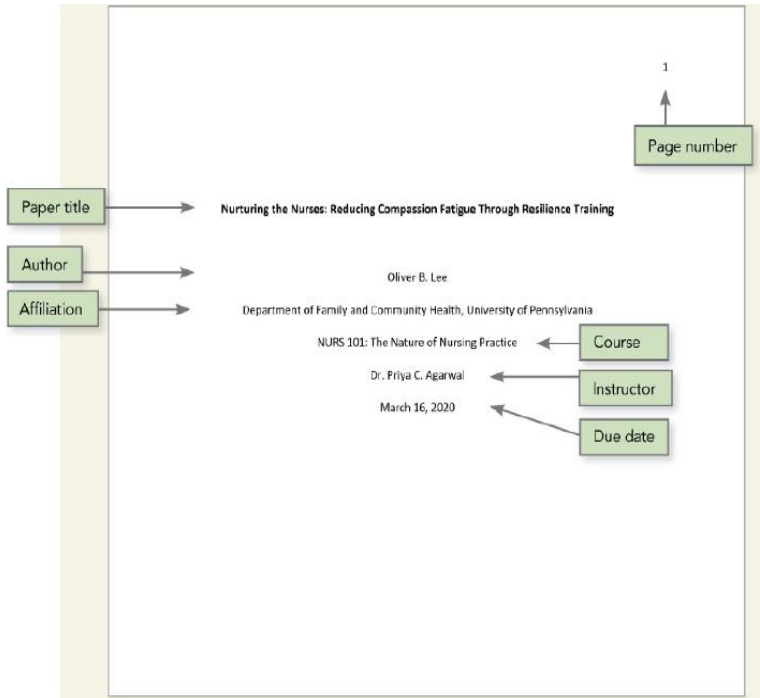 1
Page number
Paper title
Nurturing the Nurses: Reducing Compassion Fatigue Through Resilience Training
Author
Oliver B. Lee
Affiliation
Department of Family and Community Health, University of Pennsylvania
NURS 101: The Nature of Nursing Practice
Course
Dr. Priya C. Agarwal
Instructor
March 16, 2020
Due date